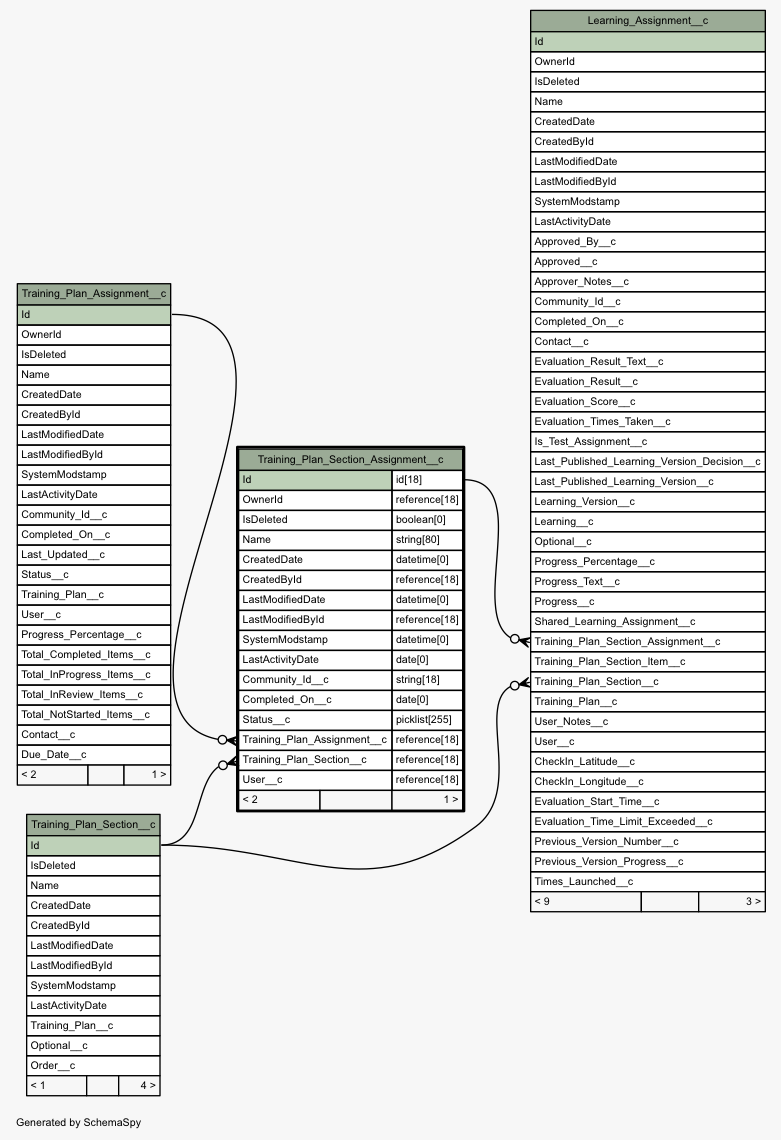 Learning_Assignment__c
Id
OwnerId
IsDeleted
Name
CreatedDate
CreatedById
LastModifiedDate
LastModifiedById
SystemModstamp
LastActivityDate
Approved_By__c
Approved__c
Approver_Notes__c
Community_Id__c
Completed_On__c
Contact__c
Evaluation_Result_Text__c
Evaluation_Result__c
Evaluation_Score__c
Evaluation_Times_Taken__c
Is_Test_Assignment__c
Last_Published_Learning_Version_Decision__c
Last_Published_Learning_Version__c
Learning_Version__c
Learning__c
Optional__c
Progress_Percentage__c
Progress_Text__c
Progress__c
Shared_Learning_Assignment__c
Training_Plan_Section_Assignment__c
Training_Plan_Section_Item__c
Training_Plan_Section__c
Training_Plan__c
User_Notes__c
User__c
CheckIn_Latitude__c
CheckIn_Longitude__c
Evaluation_Start_Time__c
Evaluation_Time_Limit_Exceeded__c
Previous_Version_Number__c
Previous_Version_Progress__c
Times_Launched__c
< 9 3 >
Training_Plan_Assignment__c
Id
OwnerId
IsDeleted
Name
CreatedDate
CreatedById
LastModifiedDate
LastModifiedById
SystemModstamp
LastActivityDate
Community_Id__c
Completed_On__c
Last_Updated__c
Status__c
Training_Plan__c
User__c
Progress_Percentage__c
Total_Completed_Items__c
Total_InProgress_Items__c
Total_InReview_Items__c
Total_NotStarted_Items__c
Contact__c
Due_Date__c
< 2 1 >
Training_Plan_Section_Assignment__c
Id id[18]
OwnerId reference[18]
IsDeleted boolean[0]
Name string[80]
CreatedDate datetime[0]
CreatedById reference[18]
LastModifiedDate datetime[0]
LastModifiedById reference[18]
SystemModstamp datetime[0]
LastActivityDate date[0]
Community_Id__c string[18]
Completed_On__c date[0]
Status__c picklist[255]
Training_Plan_Assignment__c reference[18]
Training_Plan_Section__c reference[18]
User__c reference[18]
< 2 1 >
Training_Plan_Section__c
Id
IsDeleted
Name
CreatedDate
CreatedById
LastModifiedDate
LastModifiedById
SystemModstamp
LastActivityDate
Training_Plan__c
Optional__c
Order__c
< 1 4 >
Generated by SchemaSpy